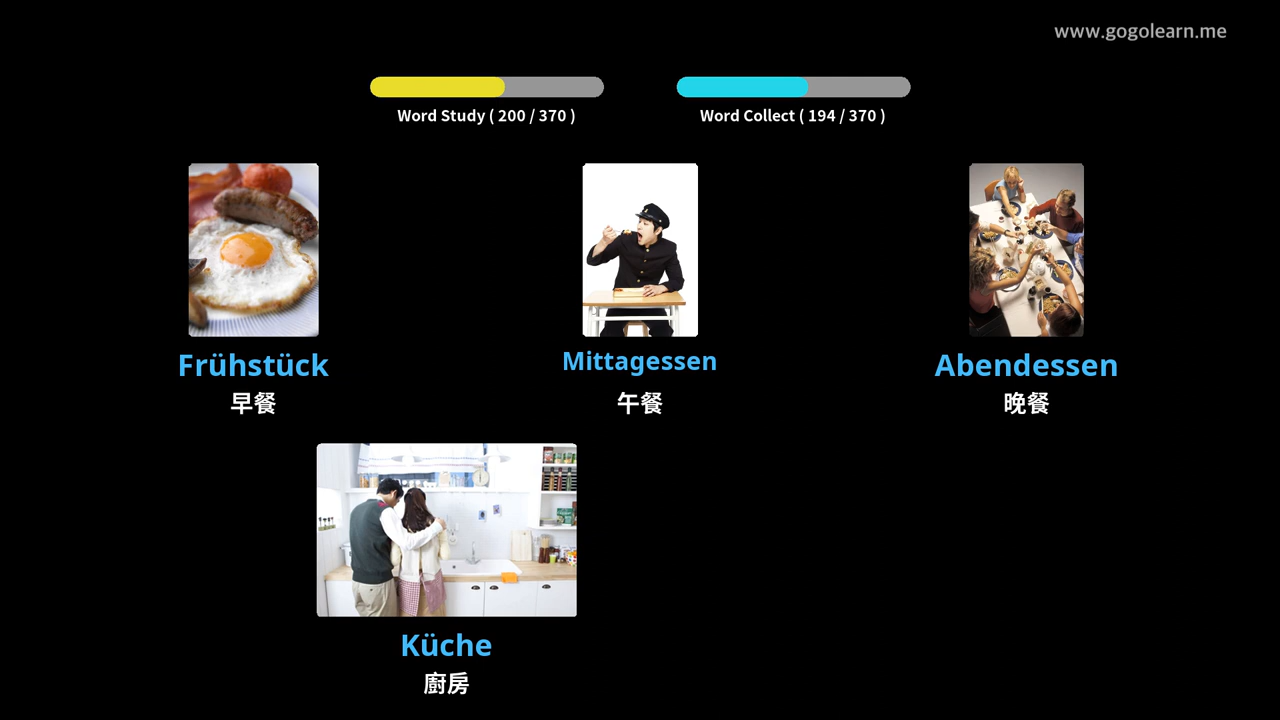 www.gogolearn.me
Word Study ( 200 / 370 )
Word Collect ( 194 / 370 )
Frühstück
早餐
Mittagessen
午餐
Abendessen
晚餐
Küche
廚房